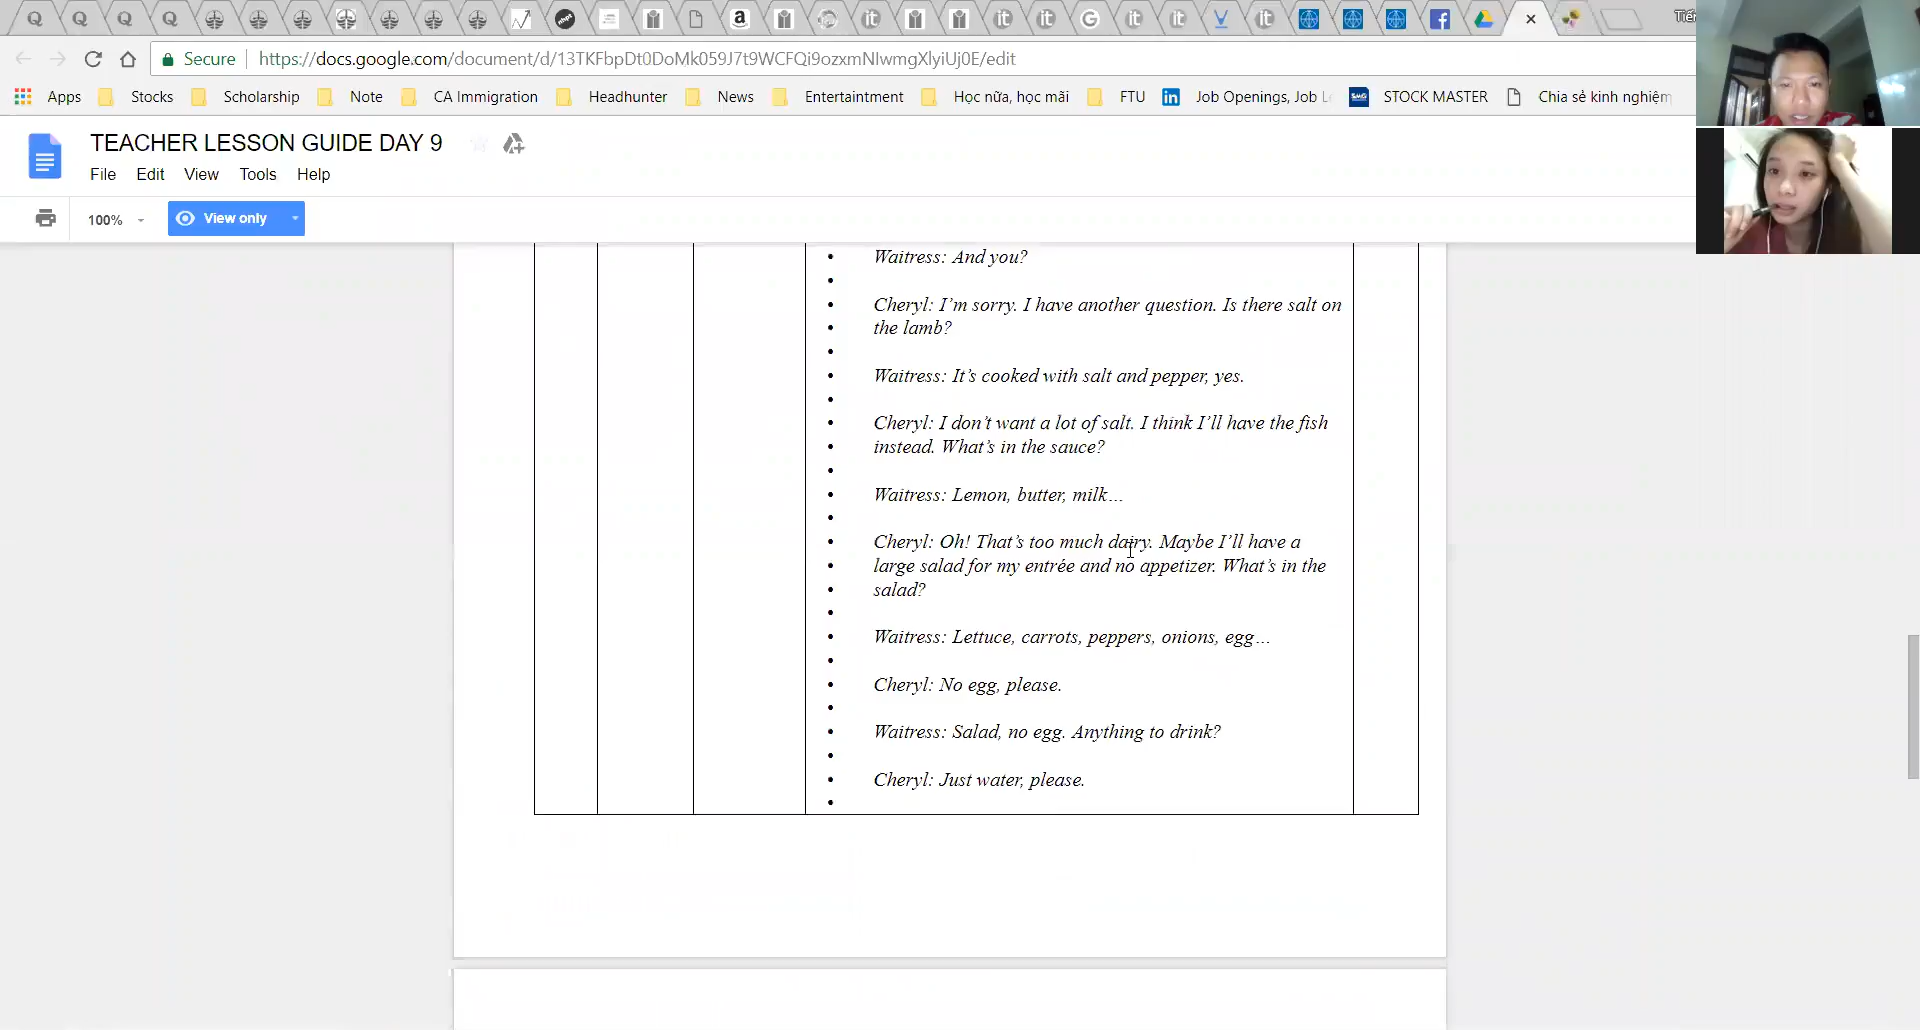 Secure
https://docs.google.com/document/d/13TKFbpDt0DoMk059J7t9WCFQi9ozxmNIwmgXlyiUj0E/edit
Apps Stocks Scholarship Note CA Immigration Headhunter News Entertaintment Học nữa, học mãi FTU Job Openings, Job STOCK MASTER Chia sẻ kinh nghiệm
TEACHER LESSON GUIDE DAY 9
File Edit View Tools Help
100% View only
Waitress: And you?
Cheryl: I'm sorry. I have another question. Is there salt on
the lamb?
Waitress: It's cooked with salt and pepper, yes.
Cheryl: I don't want a lot of salt. I think I'll have the fish
instead. What's in the sauce?
Waitress: Lemon, butter, milk…
Cheryl: Oh! That's too much dairy. Maybe I'll have a
large salad for my entrée and no appetizer. What's in the
salad?
Waitress: Lettuce, carrots, peppers, onions, egg…
Cheryl: No egg, please.
Waitress: Salad, no egg. Anything to drink?
Cheryl: Just water, please.